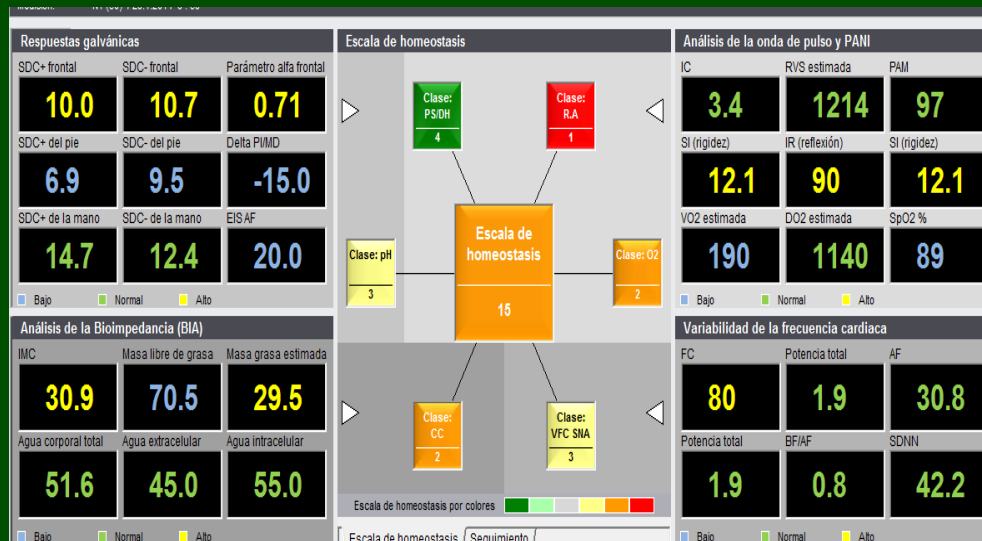 Respuestas galvánicas
SDC+ frontal SDC- frontal Parámetro alfa frontal
10.0 10.7 0.71
SDC+ del pie SDC- del pie Delta PI/MD
6.9 9.5 -15.0
SDC+ de la mano SDC- de la mano EIS AF
14.7 12.4 20.0
Bajo Normal Alto
Análisis de la Bioimpedancia (BIA)
IMC Masa libre de grasa Masa grasa estimada
30.9 70.5 29.5
Agua corporal total Agua extracelular Agua intracelular
51.6 45.0 55.0
Bajo Normal Alto
Escala de homeostasis
Clase:
PS/DH
4
Clase:
R.A
1
Clase: pH
3
Escala de
homeostasis
15
Clase: O2
2
Clase:
CC
2
Clase:
VFC SNA
3
Escala de homeostasis por colores
Escala de homeostasis Seguimiento
Análisis de la onda de pulso y PANI
IC RVS estimada PAM
3.4 1214 97
SI (rigidez) IR (reflexión) SI (rigidez)
12.1 90 12.1
VO2 estimada DO2 estimada SpO2 %
190 1140 89
Bajo Normal Alto
Variabilidad de la frecuencia cardiaca
FC Potencia total AF
80 1.9 30.8
Potencia total BF/AF SDNN
1.9 0.8 42.2
Bajo Normal Alto